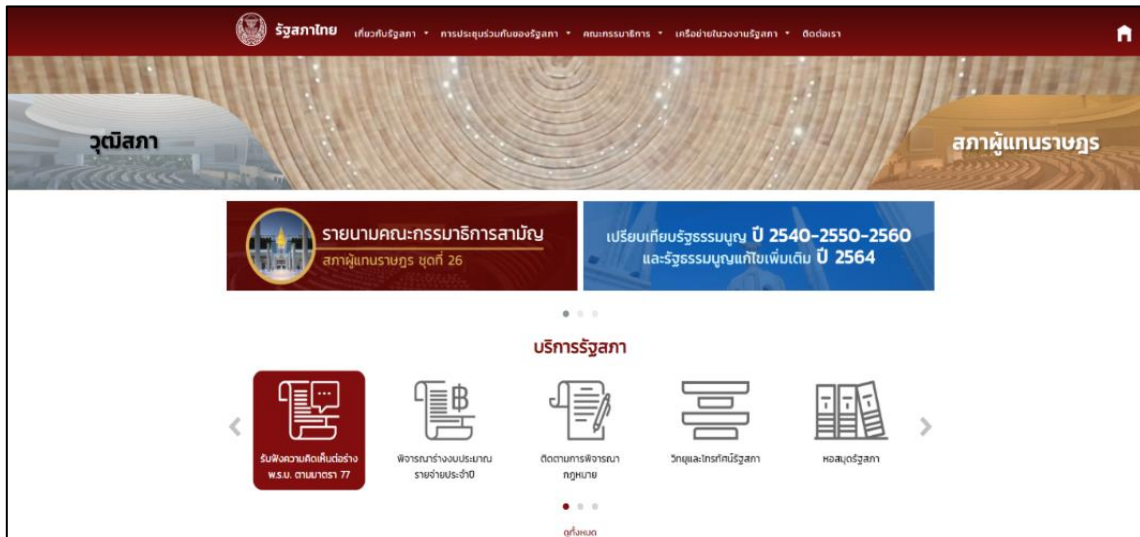 รัฐสภาไทย เกี่ยวกับรัฐสภา การประชุมร่วมกันของรัฐสภา คณะกรรมาธิการ เครือข่ายในวงงานรัฐสภา ติดต่อเรา
วุฒิสภา
สภาผู้แทนราษฎร
รายนามคณะกรรมาธิการสามัญ
สภาผู้แทนราษฎร ชุดที่ 26
เปรียบเทียบรัฐธรรมนูญ ปี 2540-2550-2560
และรัฐธรรมนูญแก้ไขเพิ่มเติม ปี 2564
บริการรัฐสภา
รับฟังความคิดเห็นต่อร่าง
พ.ร.บ. ตามมาตรา 77
พิจารณาร่างงบประมาณ
รายจ่ายประจำปี
ติดตามการพิจารณา
กฎหมาย
วิทยุและโทรทัศน์รัฐสภา
หอสมุดรัฐสภา
ดูทั้งหมด